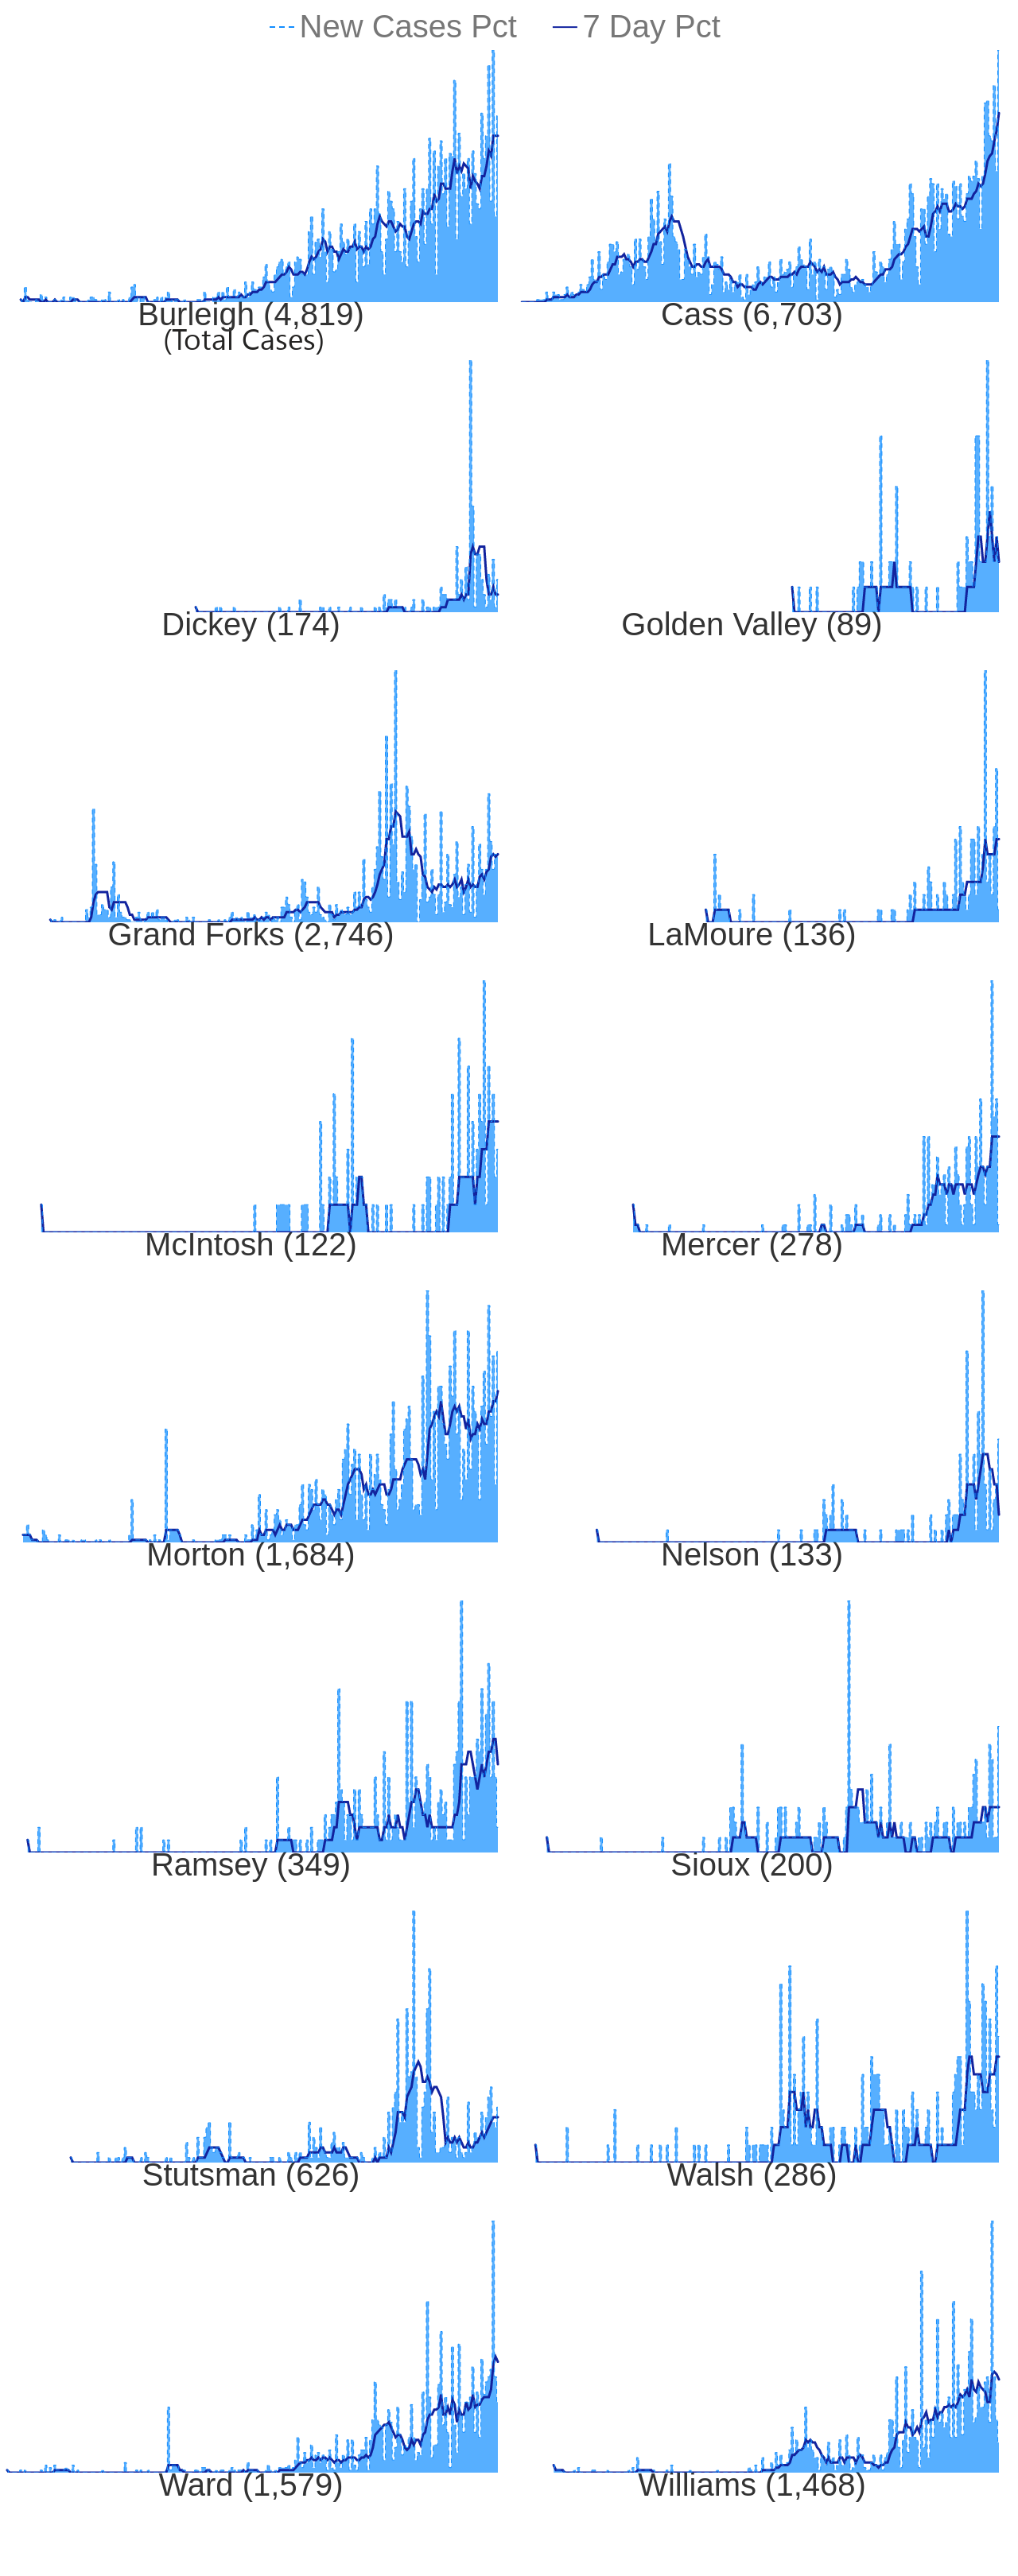 New Cases Pct 7 Day Pct
Burleigh (4,819) Cass (6,703)
(Total Cases)
Dickey (174) Golden Valley (89)
Grand Forks (2,746) LaMoure (136)
McIntosh (122) Mercer (278)
Morton (1,684) Nelson (133)
Ramsey (349) Sioux (200)
Stutsman (626) Walsh (286)
Ward (1,579) Williams (1,468)